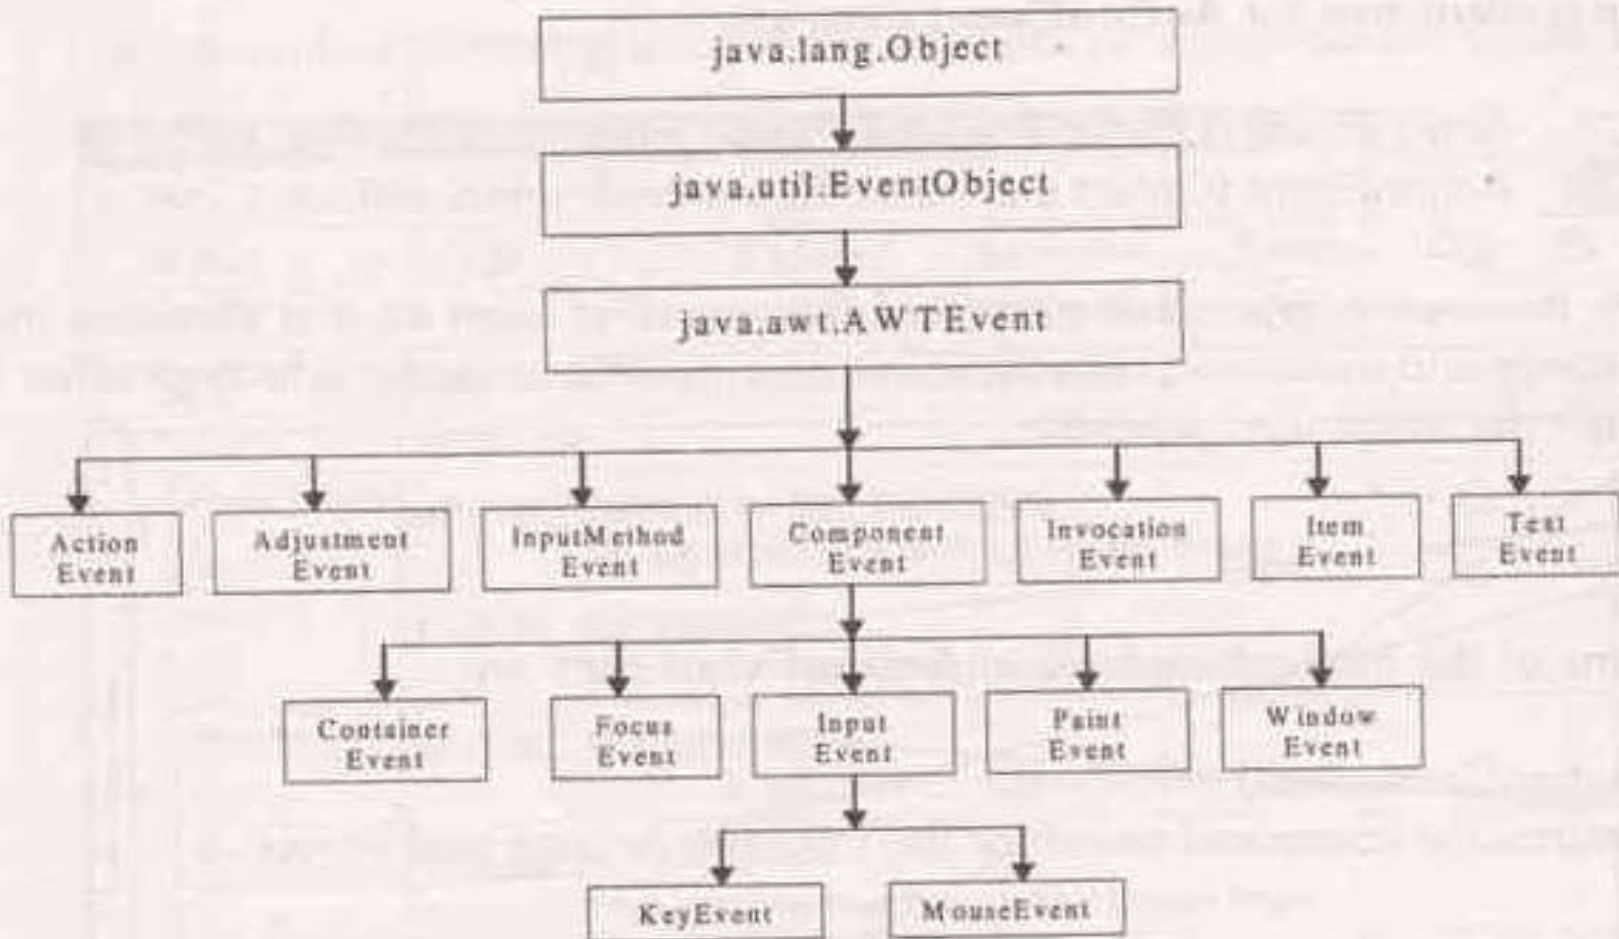 java.lang.Object
java.util.EventObject
java.awt.AWTEvent
Action
Event
Adjustment
Event
InputMethod
Event
Component
Event
Invocation
Event
Item
Event
Text
Event
Container
Event
Focus
Event
Input
Event
Paint
Event
Window
Event
KeyEvent
MouseEvent